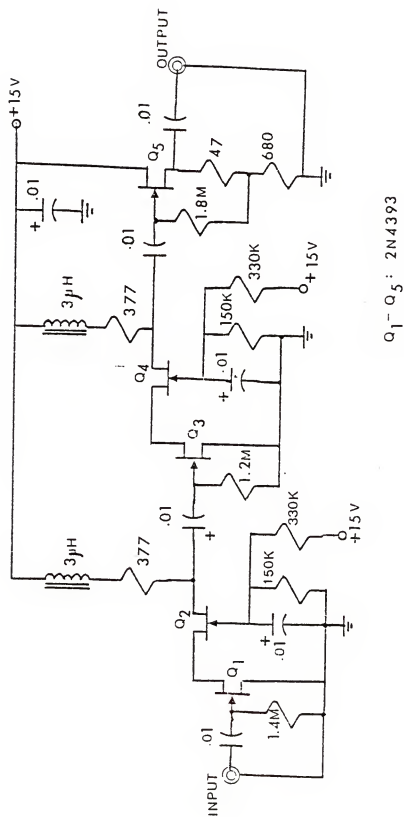 INPUT
.01
1.4M
Q1
Q2
.01
+
150K
330K
+15V
377
3µH
.01
+
1.2M
Q3
Q4
.01
+
150K
330K
+15V
377
3µH
.01
1.8M
Q5
47
680
.01
+
+15V
.01
OUTPUT
Q1-Q5: 2N4393